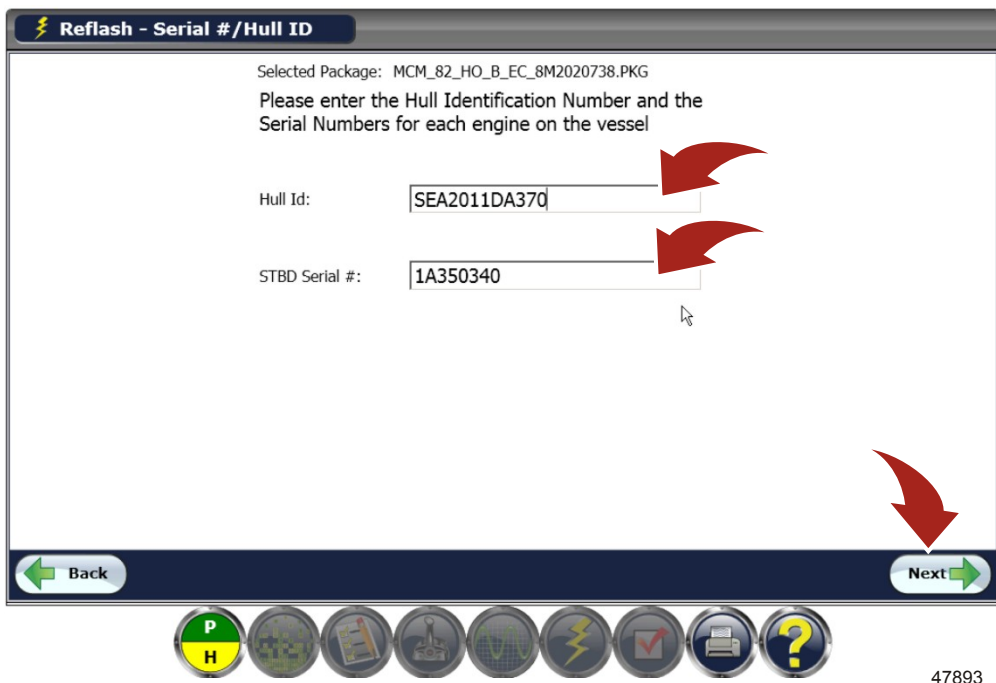 Reflash - Serial #/Hull ID
Selected Package: MCM_82_HO_B_EC_8M2020738.PKG
Please enter the Hull Identification Number and the
Serial Numbers for each engine on the vessel
Hull Id: SEA2011DA370
STBD Serial #: 1A350340
Back Next
P
H
?
47893